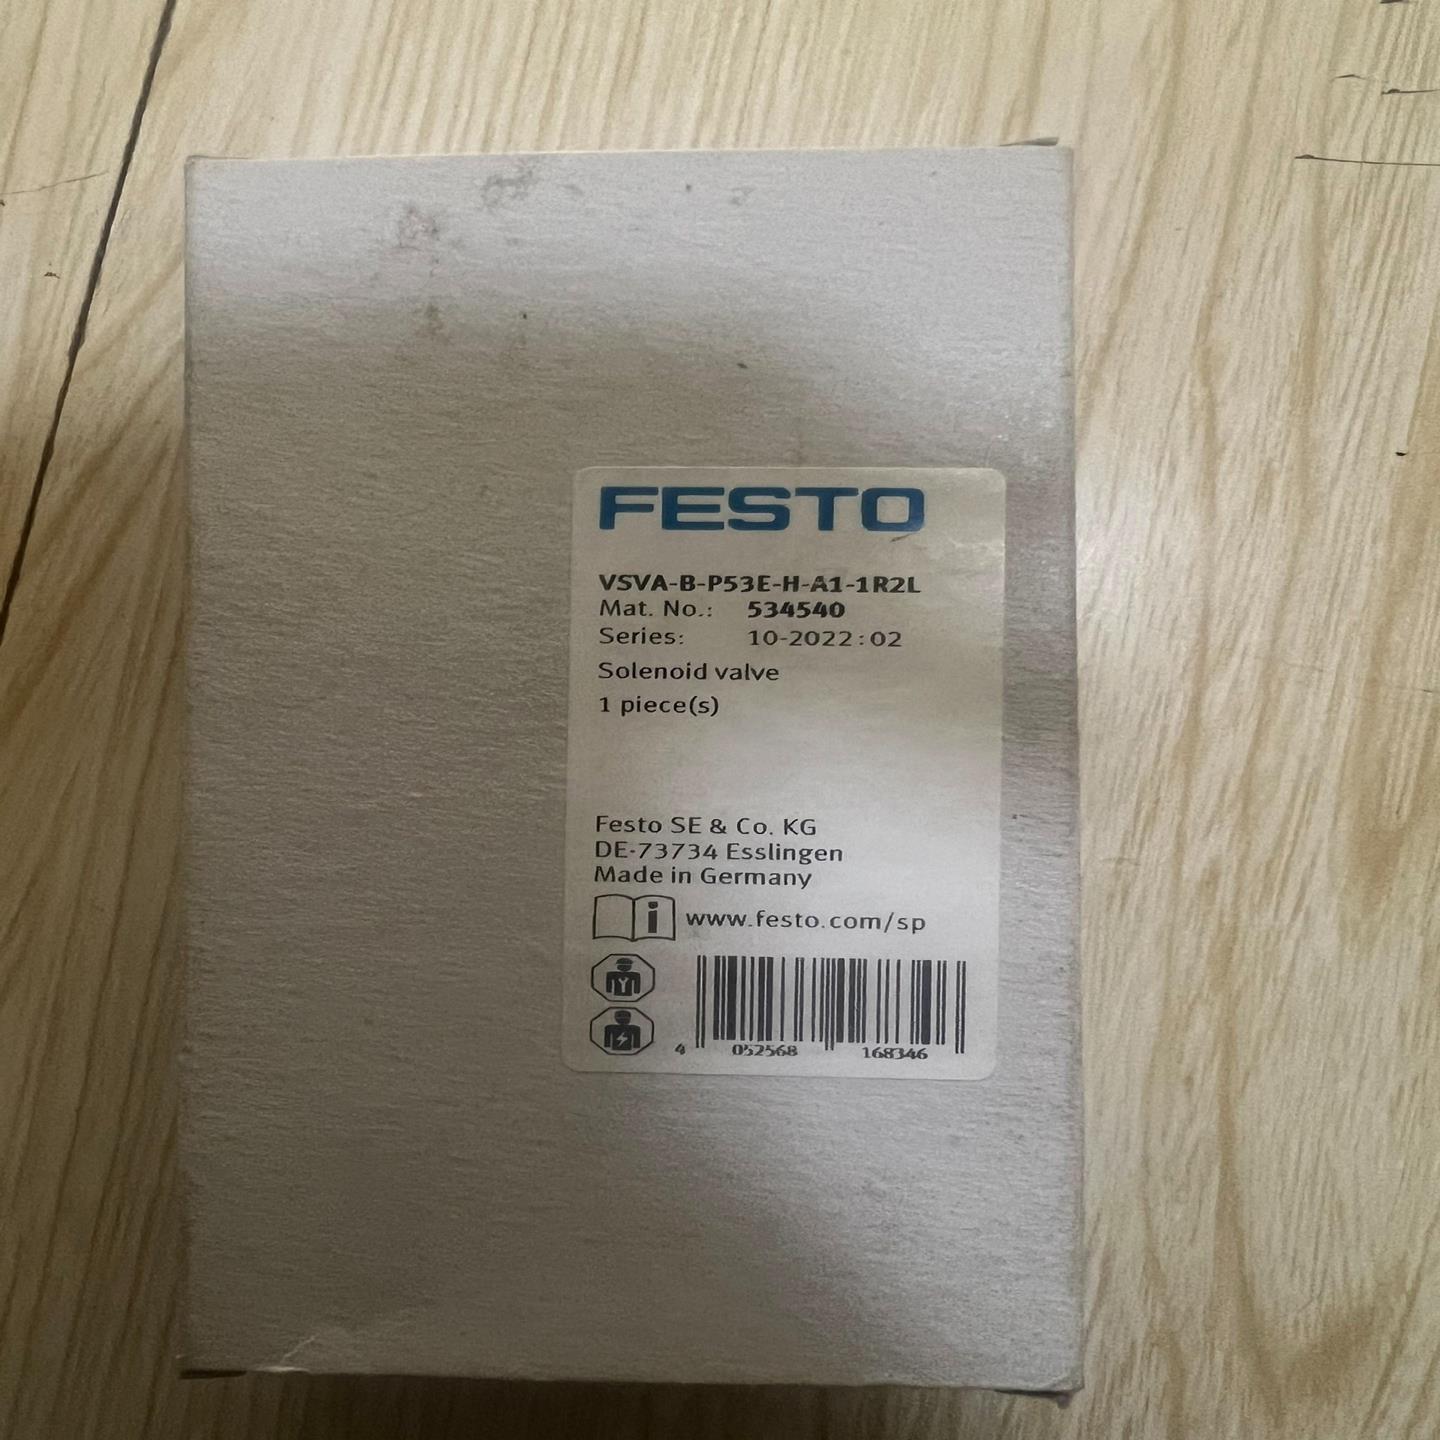 FESTO
VSVA-B-P53E-H-A1-1R2L
Mat. No.: 534540
Series: 10-2022:02
Solenoid valve
1 piece(s)
Festo SE & Co. KG
DE-73734 Esslingen
Made in Germany
www.festo.com/sp
4 052568 168346